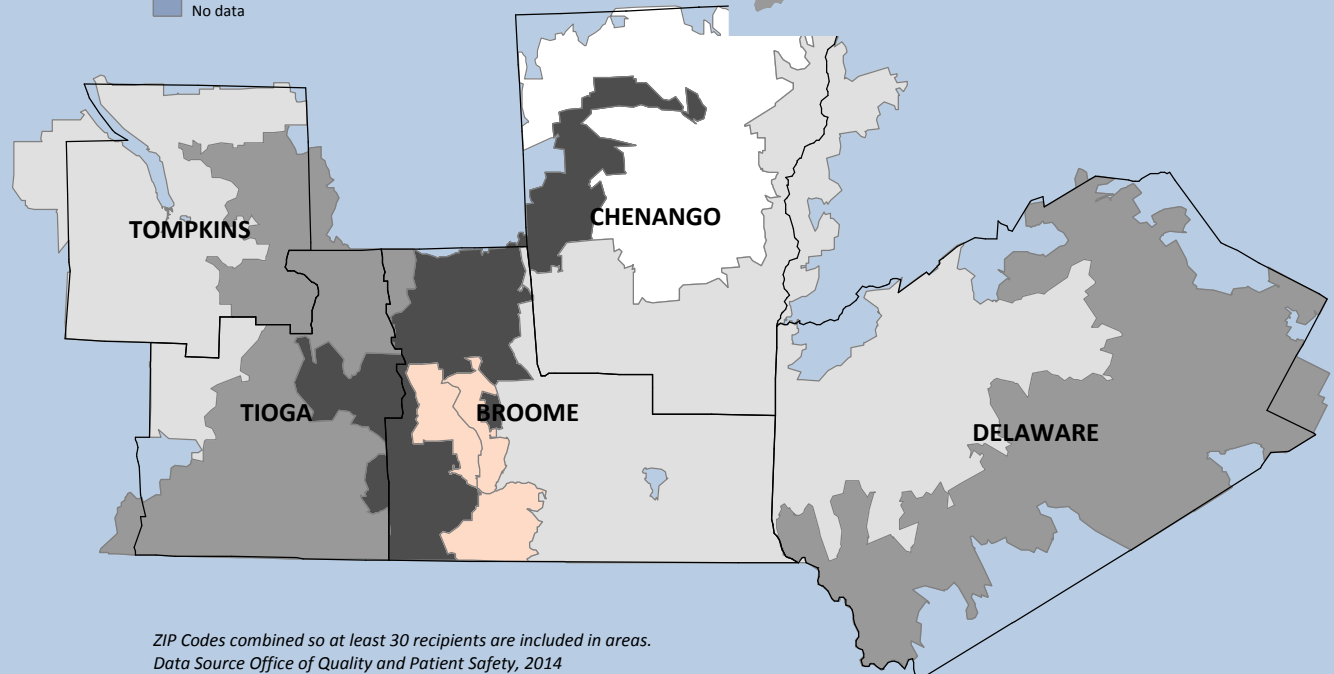 No data
CHENANGO
TOMPKINS
TIOGA
BROOME
DELAWARE
ZIP Codes combined so at least 30 recipients are included in areas.
Data Source Office of Quality and Patient Safety, 2014